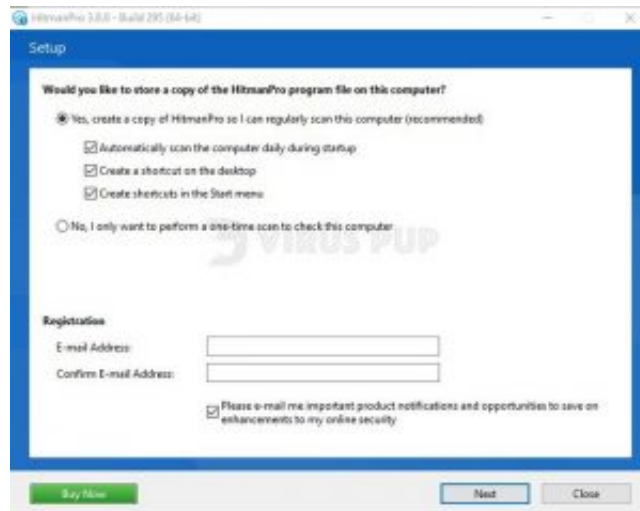 HitmanPro 3.8.0 - Build 295 (64-bit)
Setup
Would you like to store a copy of the HitmanPro program file on this computer?
Yes, create a copy of HitmanPro so I can regularly scan this computer (recommended)
Automatically scan the computer daily during startup
Create a shortcut on the desktop
Create shortcuts in the Start menu
No, I only want to perform a one-time scan to check this computer
VIRUS PUP
Registration
E-mail Address:
Confirm E-mail Address:
Please e-mail me important product notifications and opportunities to save on
enhancements to my online security
Buy Now
Next
Close